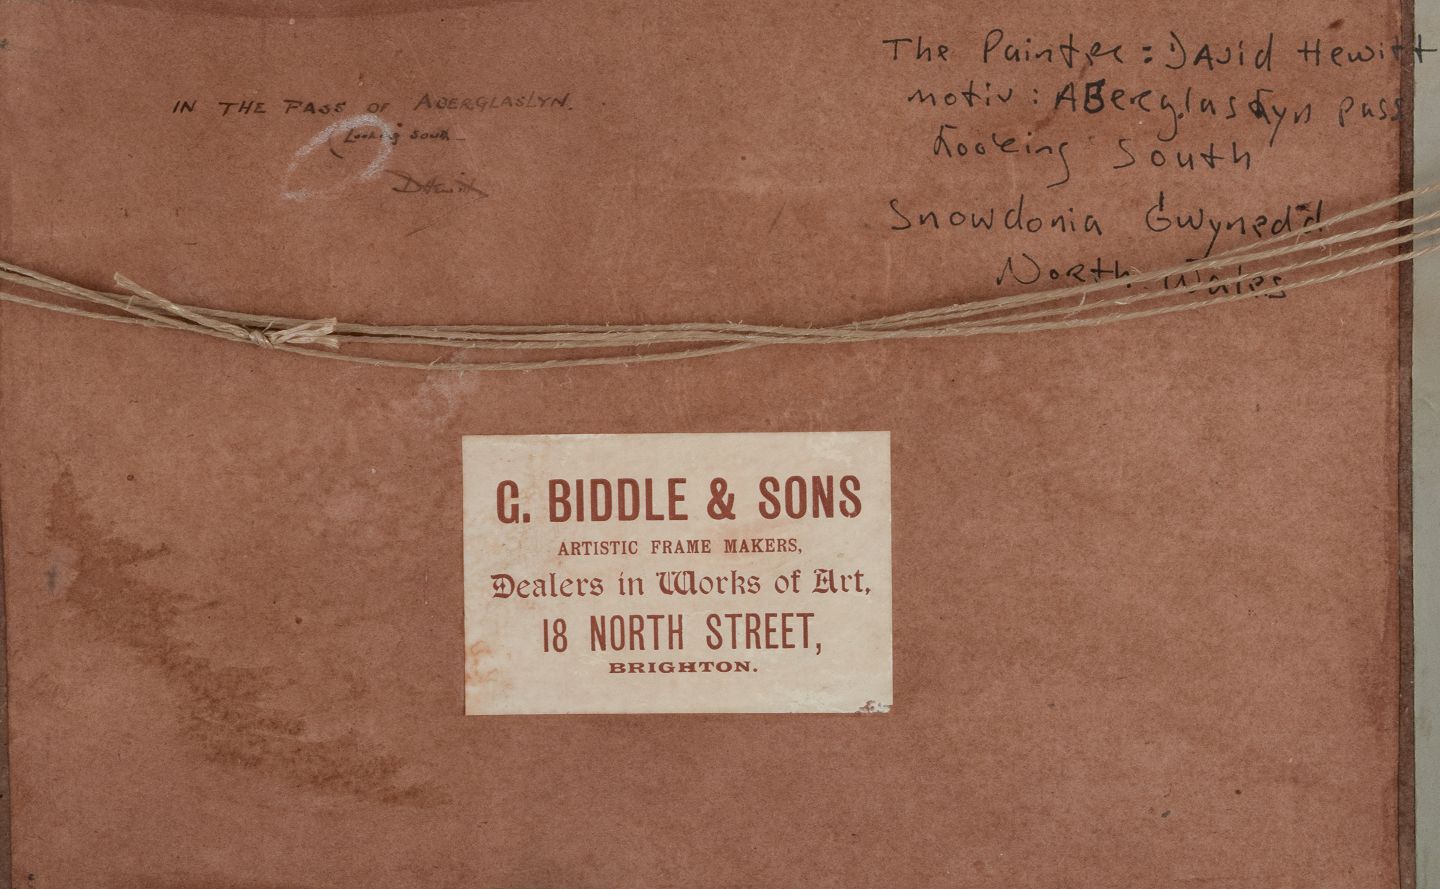 IN THE PASS OF ABERGLASLYN.
(Looking South
D Hewitt
The Painter: David Hewitt
motiv: ABerglasLyn pass
Looking South
Snowdonia Gwynedd
North Wales
G. BIDDLE & SONS
ARTISTIC FRAME MAKERS,
Dealers in Works of Art,
18 NORTH STREET,
BRIGHTON.